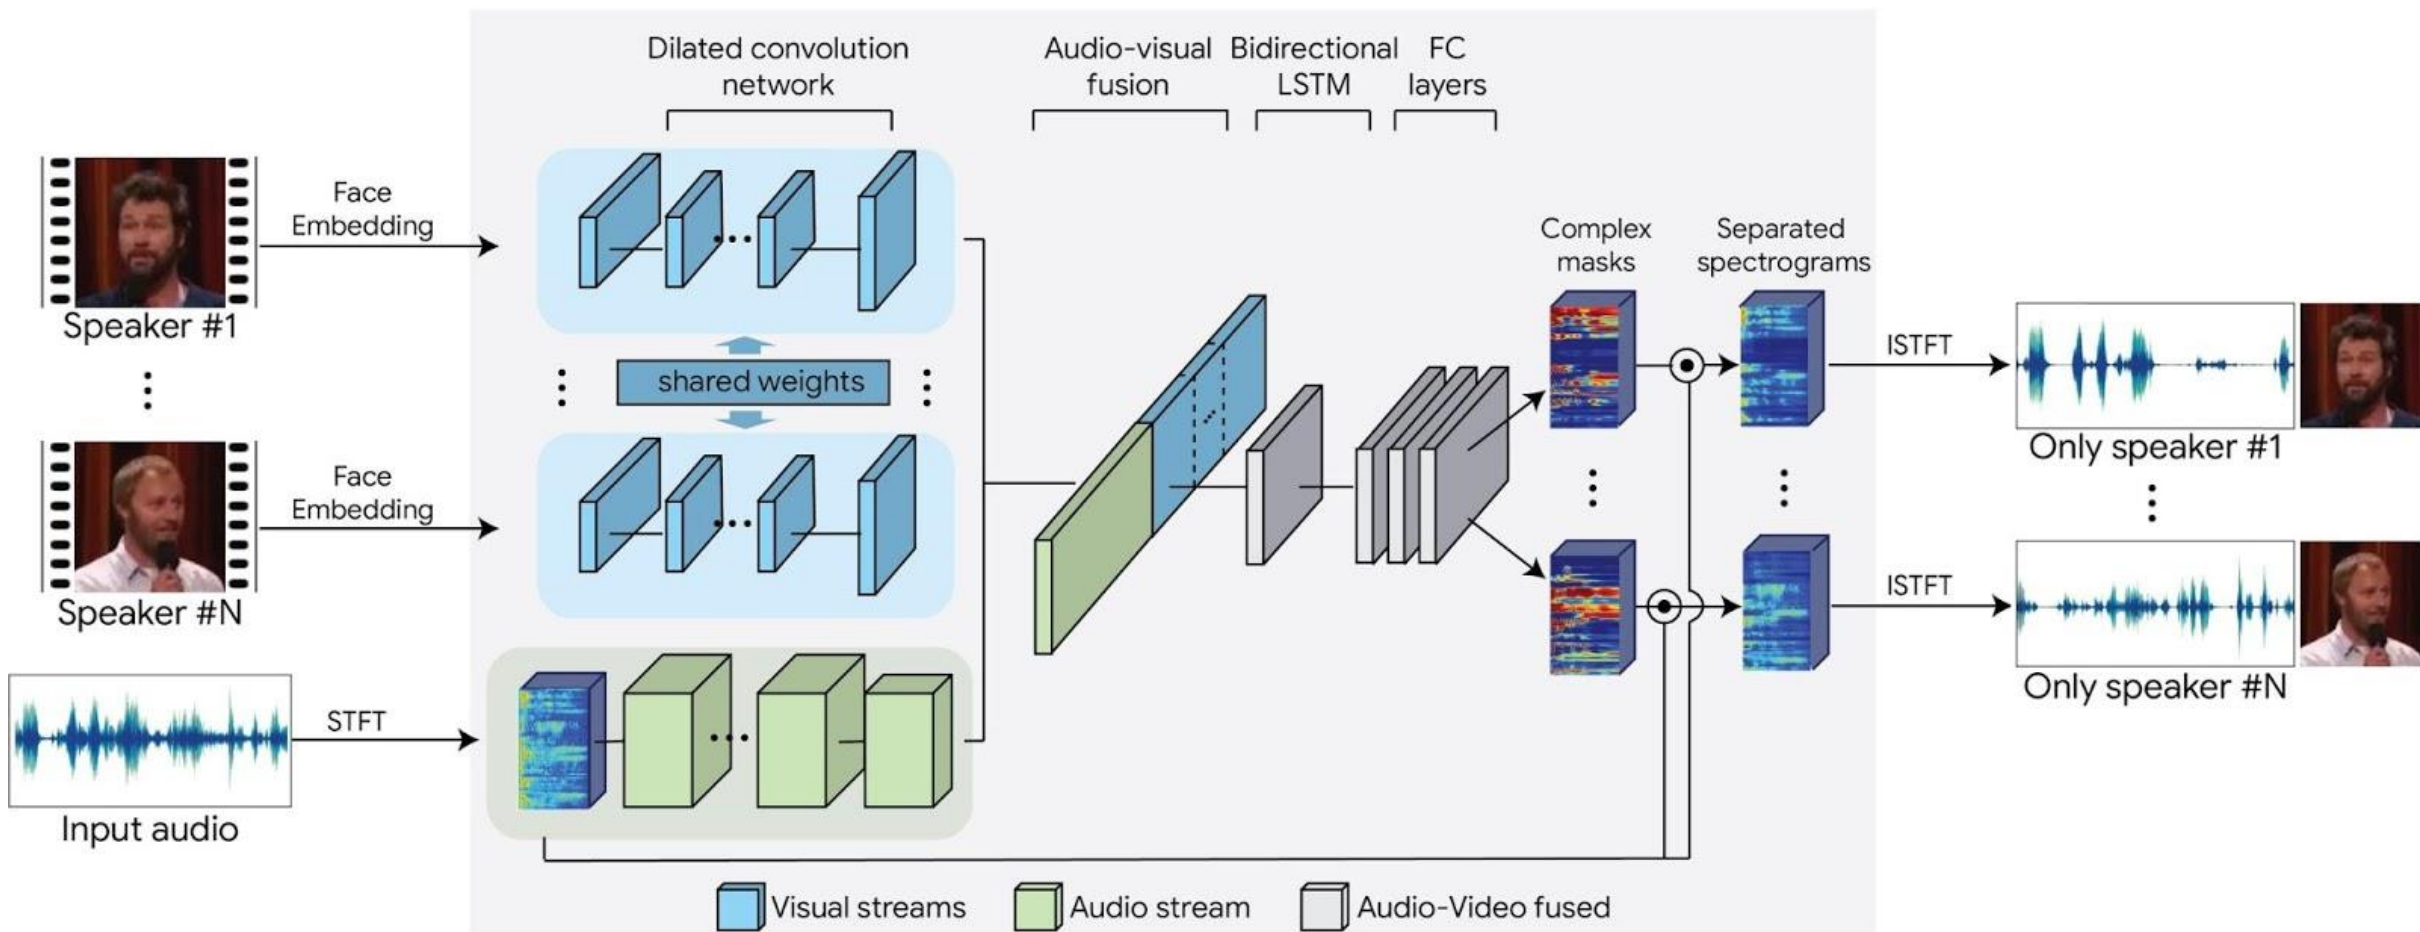 Dilated convolution
network
Audio-visual
fusion
Bidirectional
LSTM
FC
layers
Face
Embedding
Speaker #1
shared weights
Face
Embedding
Speaker #N
STFT
Input audio
Complex
masks
Separated
spectrograms
ISTFT
Only speaker #1
ISTFT
Only speaker #N
Visual streams
Audio stream
Audio-Video fused